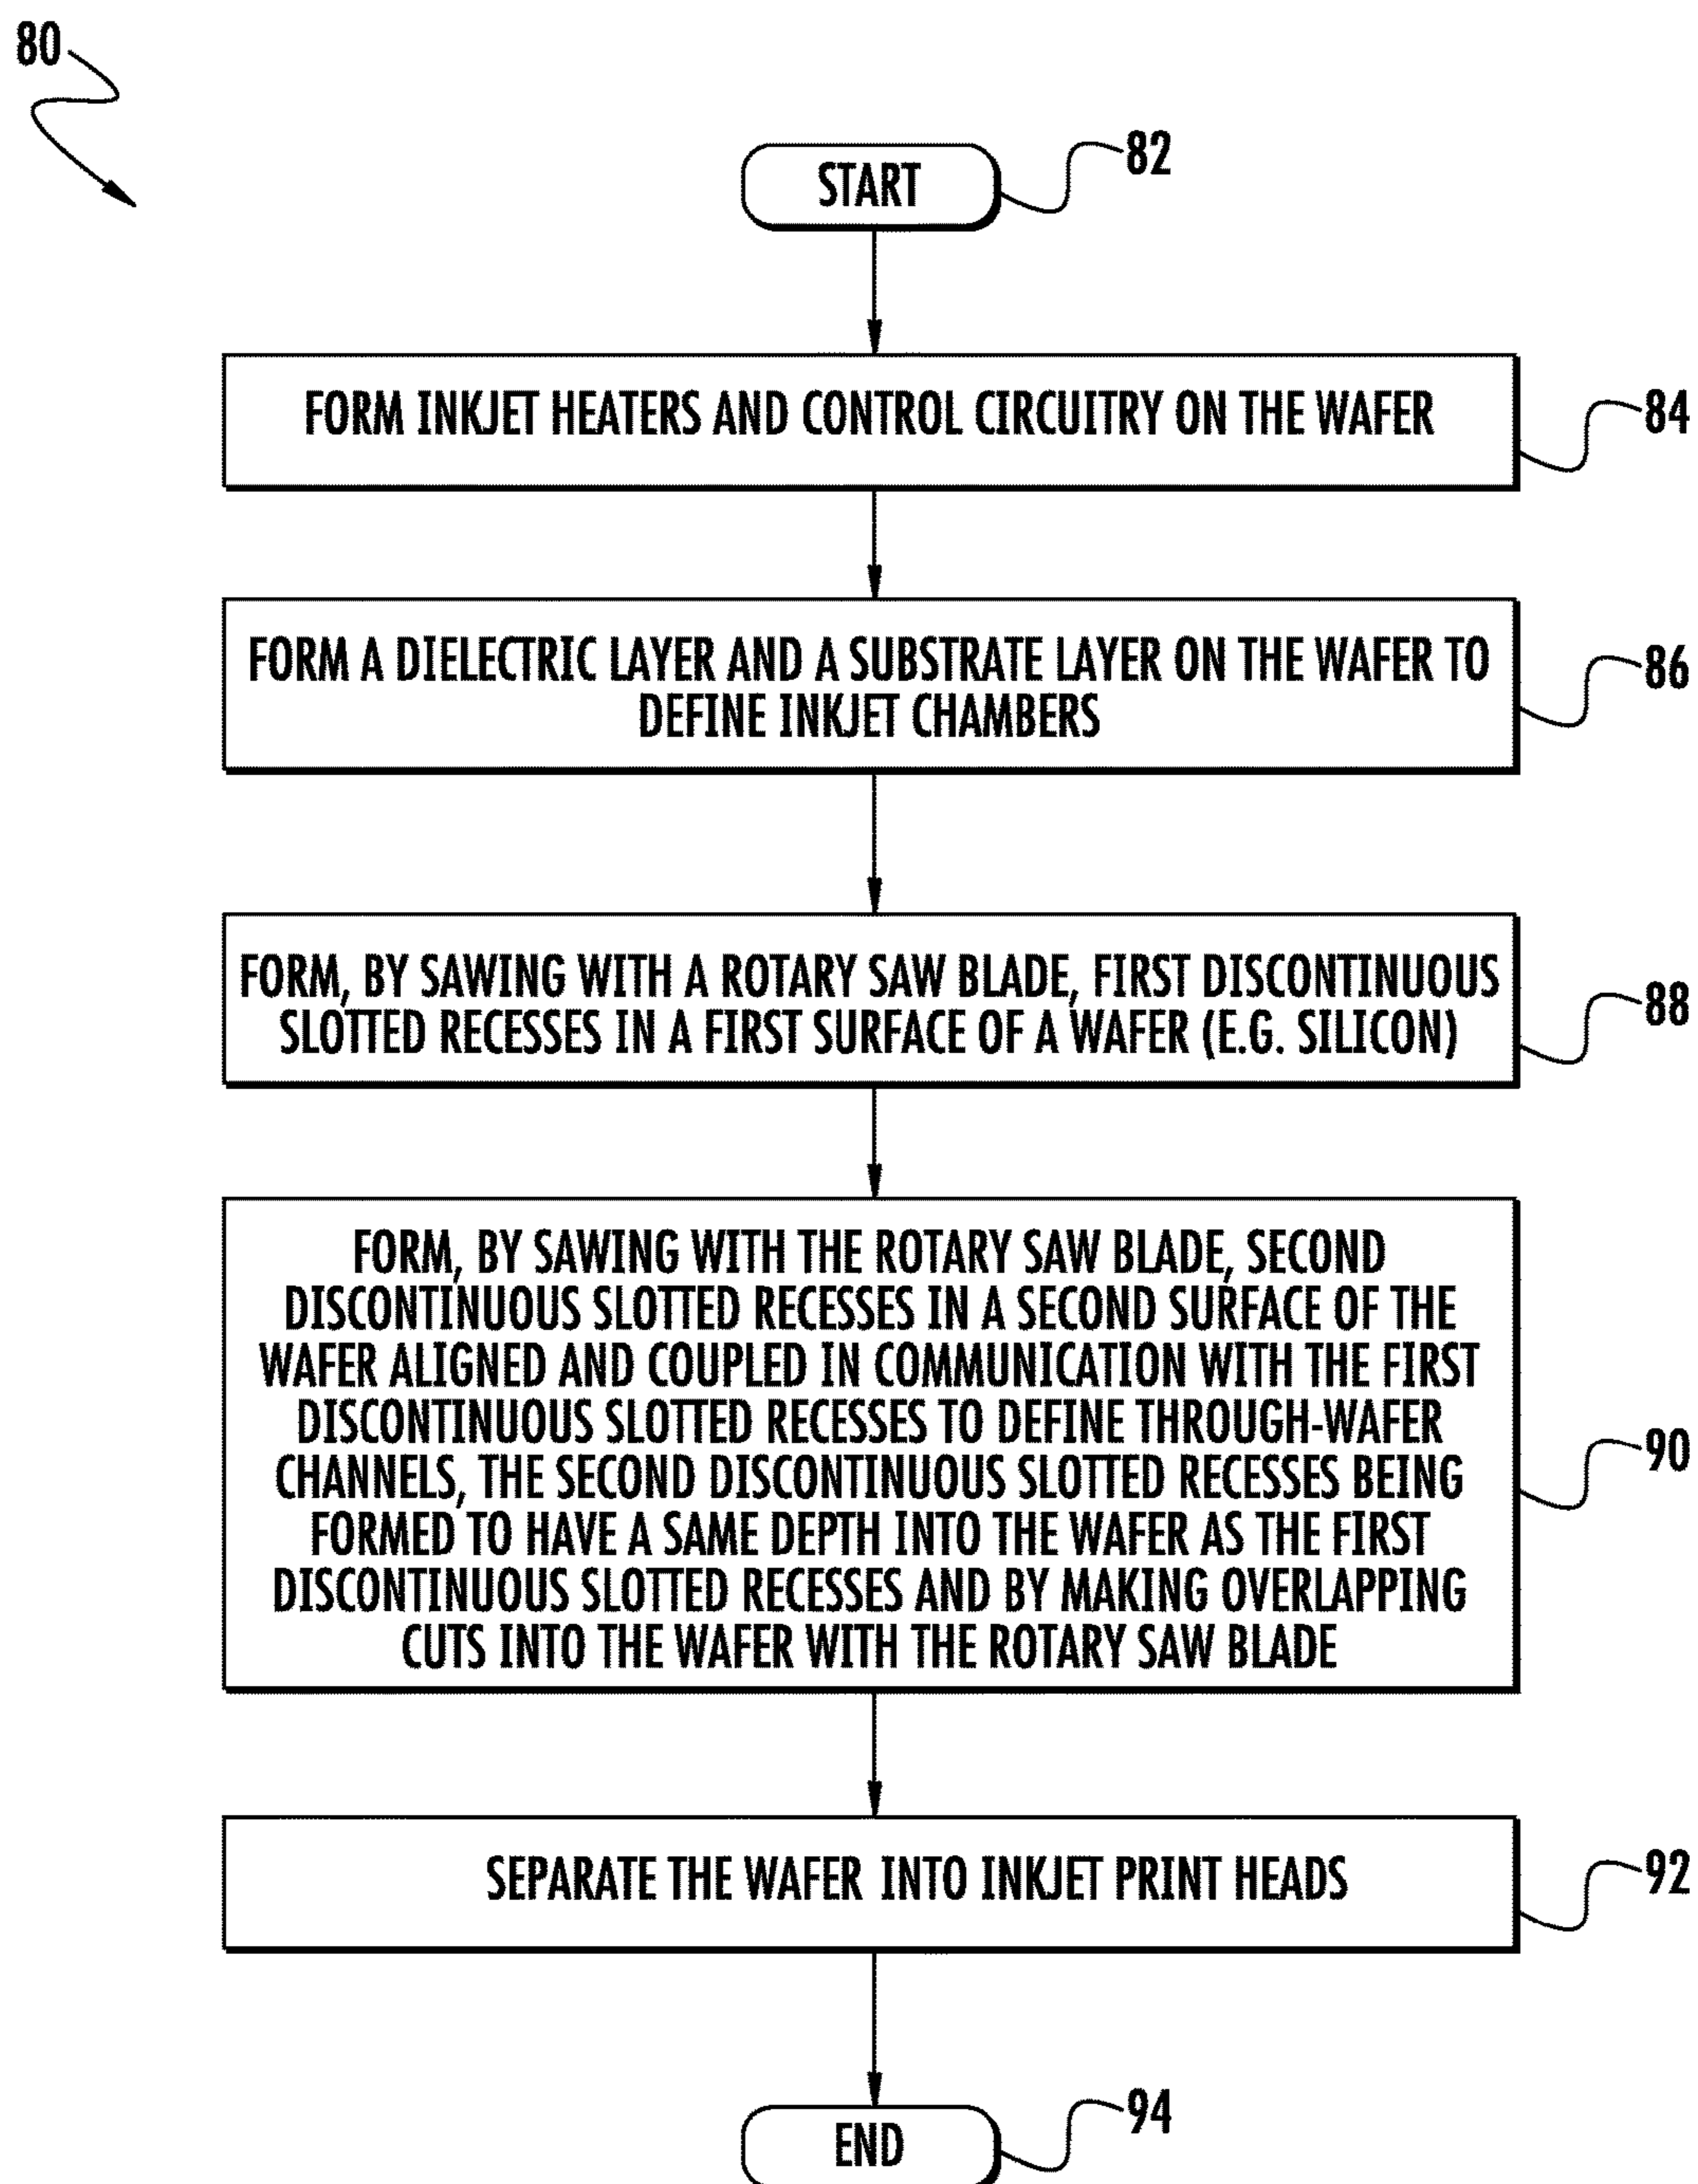 80
START
82
FORM INKJET HEATERS AND CONTROL CIRCUITRY ON THE WAFER
84
FORM A DIELECTRIC LAYER AND A SUBSTRATE LAYER ON THE WAFER TO
DEFINE INKJET CHAMBERS
86
FORM, BY SAWING WITH A ROTARY SAW BLADE, FIRST DISCONTINUOUS
SLOTTED RECESSES IN A FIRST SURFACE OF A WAFER (E.G. SILICON)
88
FORM, BY SAWING WITH THE ROTARY SAW BLADE, SECOND
DISCONTINUOUS SLOTTED RECESSES IN A SECOND SURFACE OF THE
WAFER ALIGNED AND COUPLED IN COMMUNICATION WITH THE FIRST
DISCONTINUOUS SLOTTED RECESSES TO DEFINE THROUGH-WAFER
CHANNELS, THE SECOND DISCONTINUOUS SLOTTED RECESSES BEING
FORMED TO HAVE A SAME DEPTH INTO THE WAFER AS THE FIRST
DISCONTINUOUS SLOTTED RECESSES AND BY MAKING OVERLAPPING
CUTS INTO THE WAFER WITH THE ROTARY SAW BLADE
90
SEPARATE THE WAFER INTO INKJET PRINT HEADS
92
END
94